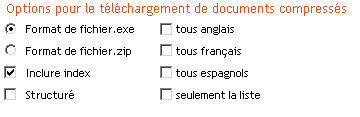 Options pour le téléchargement de documents compressés
Format de fichier.exe
tous anglais
Format de fichier.zip
tous français
Inclure index
tous espagnols
Structuré
seulement la liste